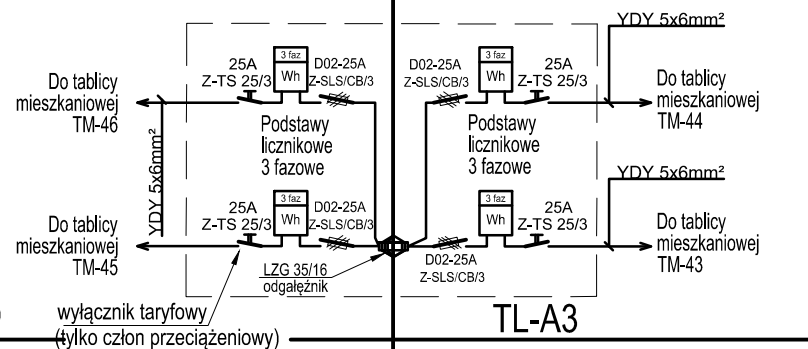 YDY 5x6mm²
25A
Z-TS 25/3
3 faz
Wh
D02-25A
Z-SLS/CB/3
D02-25A
Z-SLS/CB/3
3 faz
Wh
25A
Z-TS 25/3
Do tablicy
mieszkaniowej
TM-46
Do tablicy
mieszkaniowej
TM-44
Podstawy
licznikowe
3 fazowe
Podstawy
licznikowe
3 fazowe
YDY 5x6mm²
YDY 5x6mm²
25A
Z-TS 25/3
3 faz
Wh
D02-25A
Z-SLS/CB/3
3 faz
Wh
25A
Z-TS 25/3
Do tablicy
mieszkaniowej
TM-45
Do tablicy
mieszkaniowej
TM-43
LZG 35/16
odgałęźnik
D02-25A
Z-SLS/CB/3
wyłącznik taryfowy
(tylko człon przeciążeniowy)
TL-A3